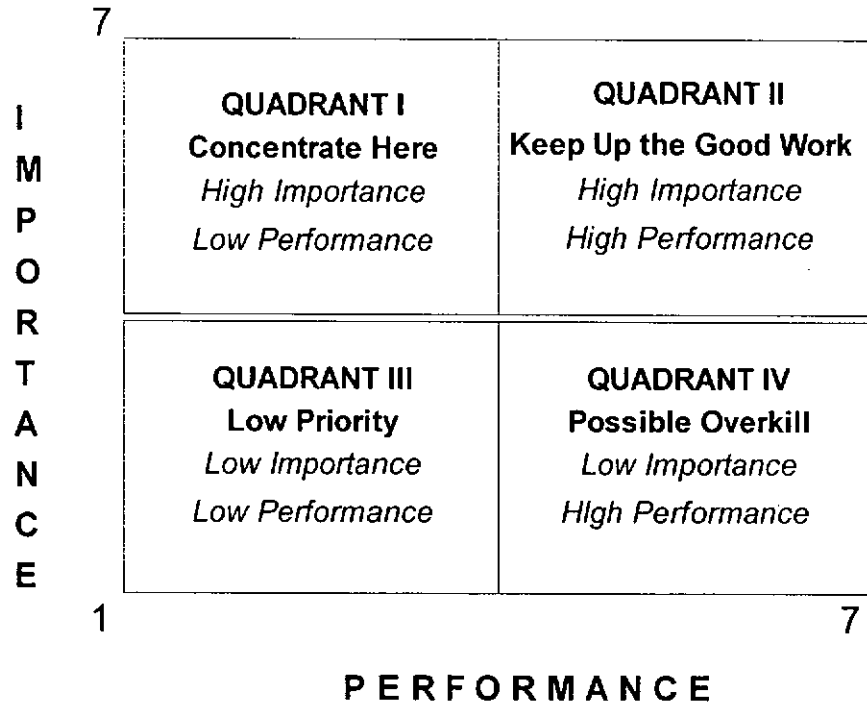 7
I
M
P
O
R
T
A
N
C
E
QUADRANT I
Concentrate Here
High Importance
Low Performance
QUADRANT II
Keep Up the Good Work
High Importance
High Performance
QUADRANT III
Low Priority
Low Importance
Low Performance
QUADRANT IV
Possible Overkill
Low Importance
HIgh Performance
1
7
PERFORMANCE